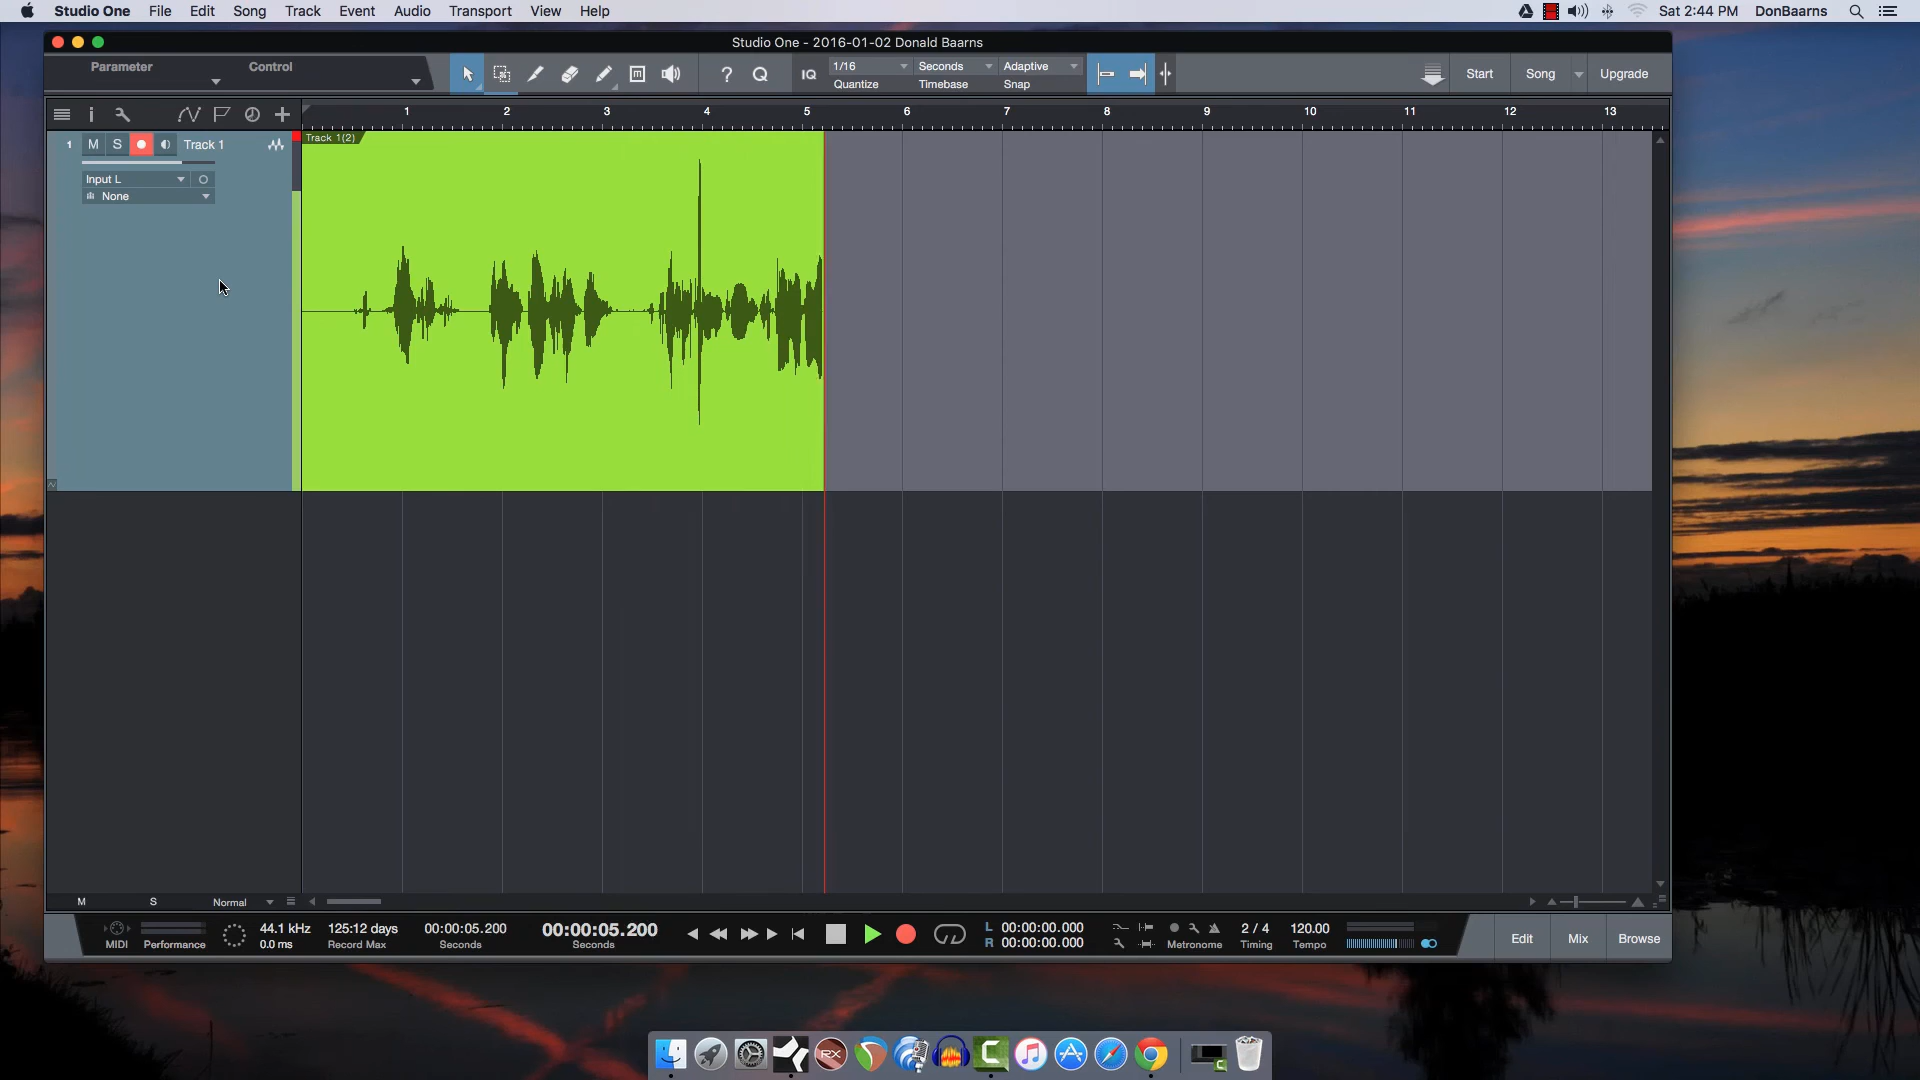 Studio One File Edit Song Track Event Audio Transport View Help Sat 2:44 PM DonBaarns
Studio One - 2016-01-02 Donald Baarns
Parameter Control
IQ 1/16 Seconds Adaptive Start Song Upgrade
Quantize Timebase Snap
1 2 3 4 5 6 7 8 9 10 11 12 13
1 M S Track 1
Track 1(2)
Input L
None
M S Normal
MIDI Performance 44.1 kHz 125:12 days 00:00:05.200 00:00:05.200 L 00:00:00.000 2 / 4 120.00 Edit Mix Browse
0.0 ms Record Max Seconds Seconds R 00:00:00.000 Metronome Timing Tempo
RX